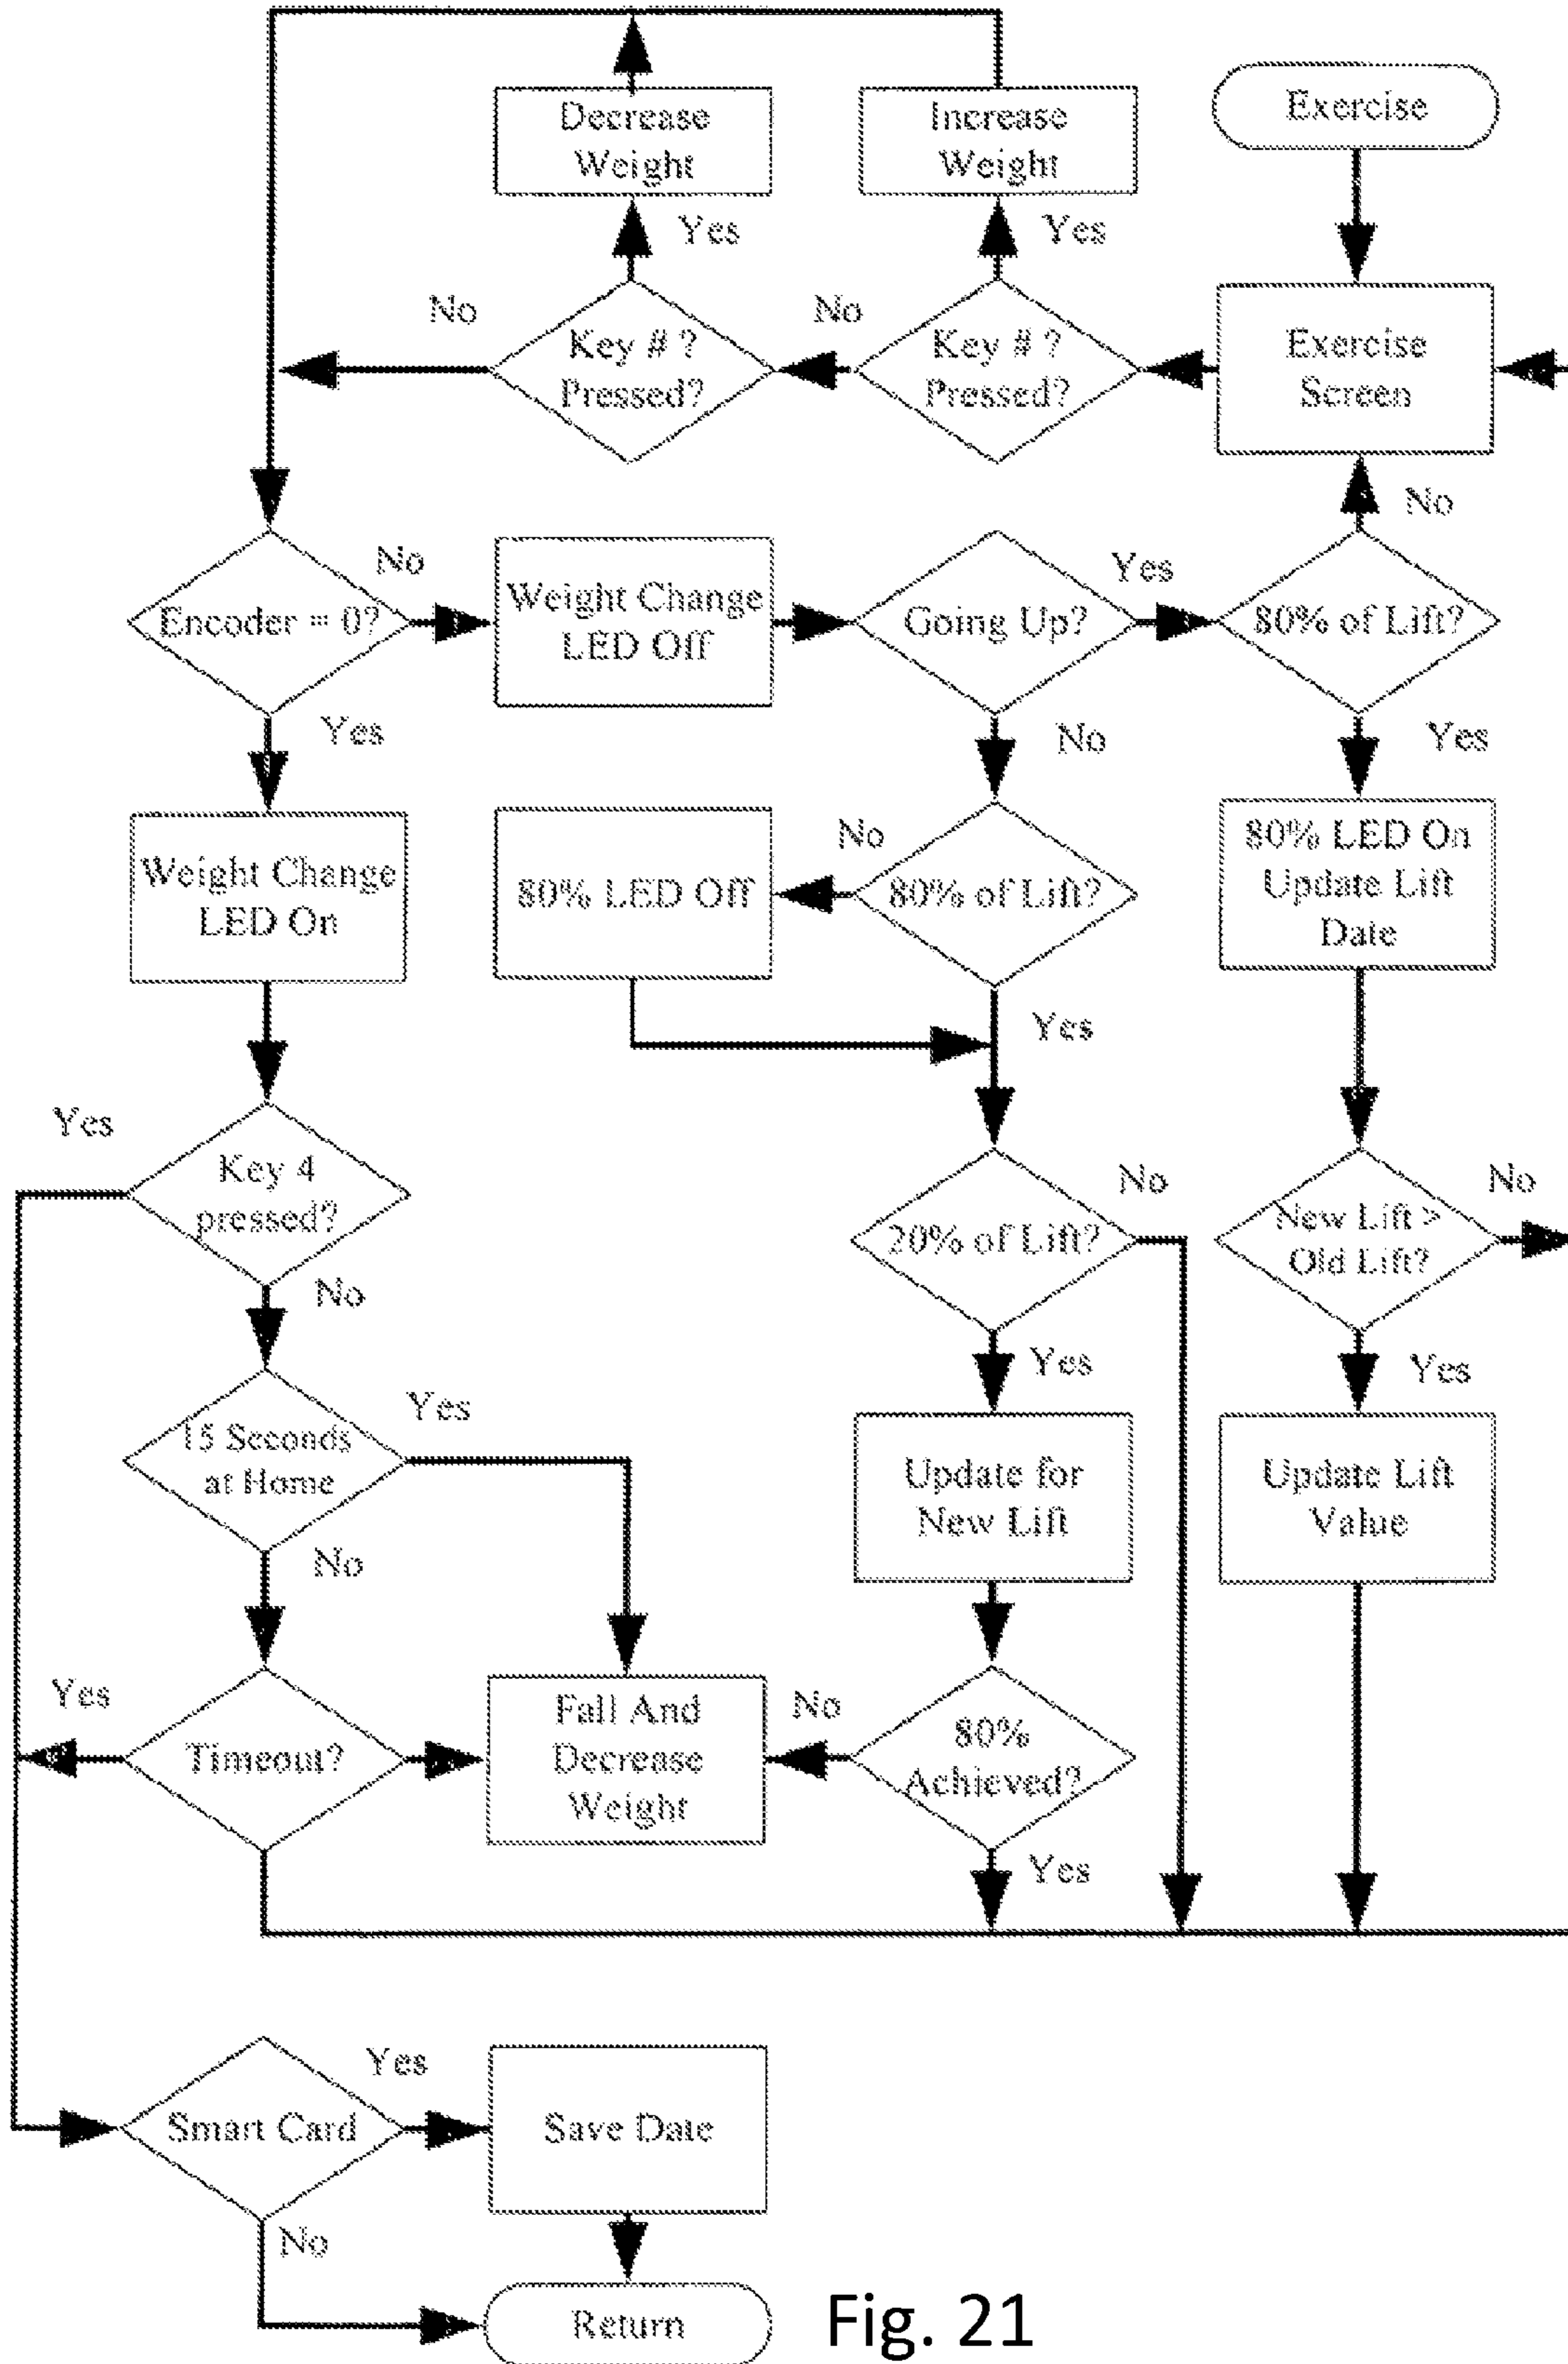 Decrease
Weight
Increase
Weight
Exercise
Yes
Yes
No
Key # ?
Pressed?
No
Key # ?
Pressed?
Exercise
Screen
No
Encoder = 0?
No
Weight Change
LED Off
Going Up?
Yes
80% of Lift?
Yes
No
Yes
Weight Change
LED On
80% LED Off
No
80% of Lift?
80% LED On
Update Lift
Date
Yes
Yes
Key 4
pressed?
No
20% of Lift?
No
New Lift >
Old Lift?
No
Yes
Yes
15 Seconds
at Home
Yes
Update for
New Lift
Update Lift
Value
No
Yes
Timeout?
Fall And
Decrease
Weight
No
80%
Achieved?
Yes
Smart Card
Yes
Save Date
No
Return
Fig. 21